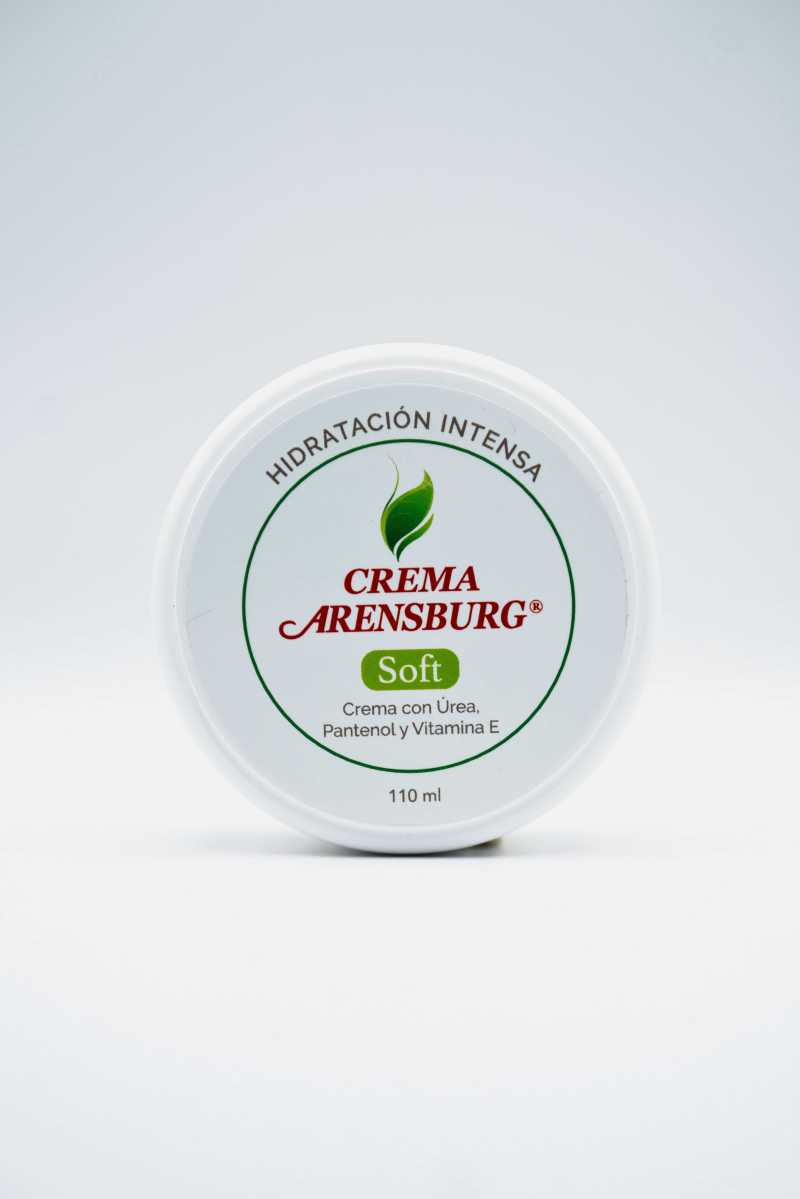 HIDRATACIÓN INTENSA
CREMA
ARENSBURG®
Soft
Crema con Úrea,
Pantenol y Vitamina E
110 ml